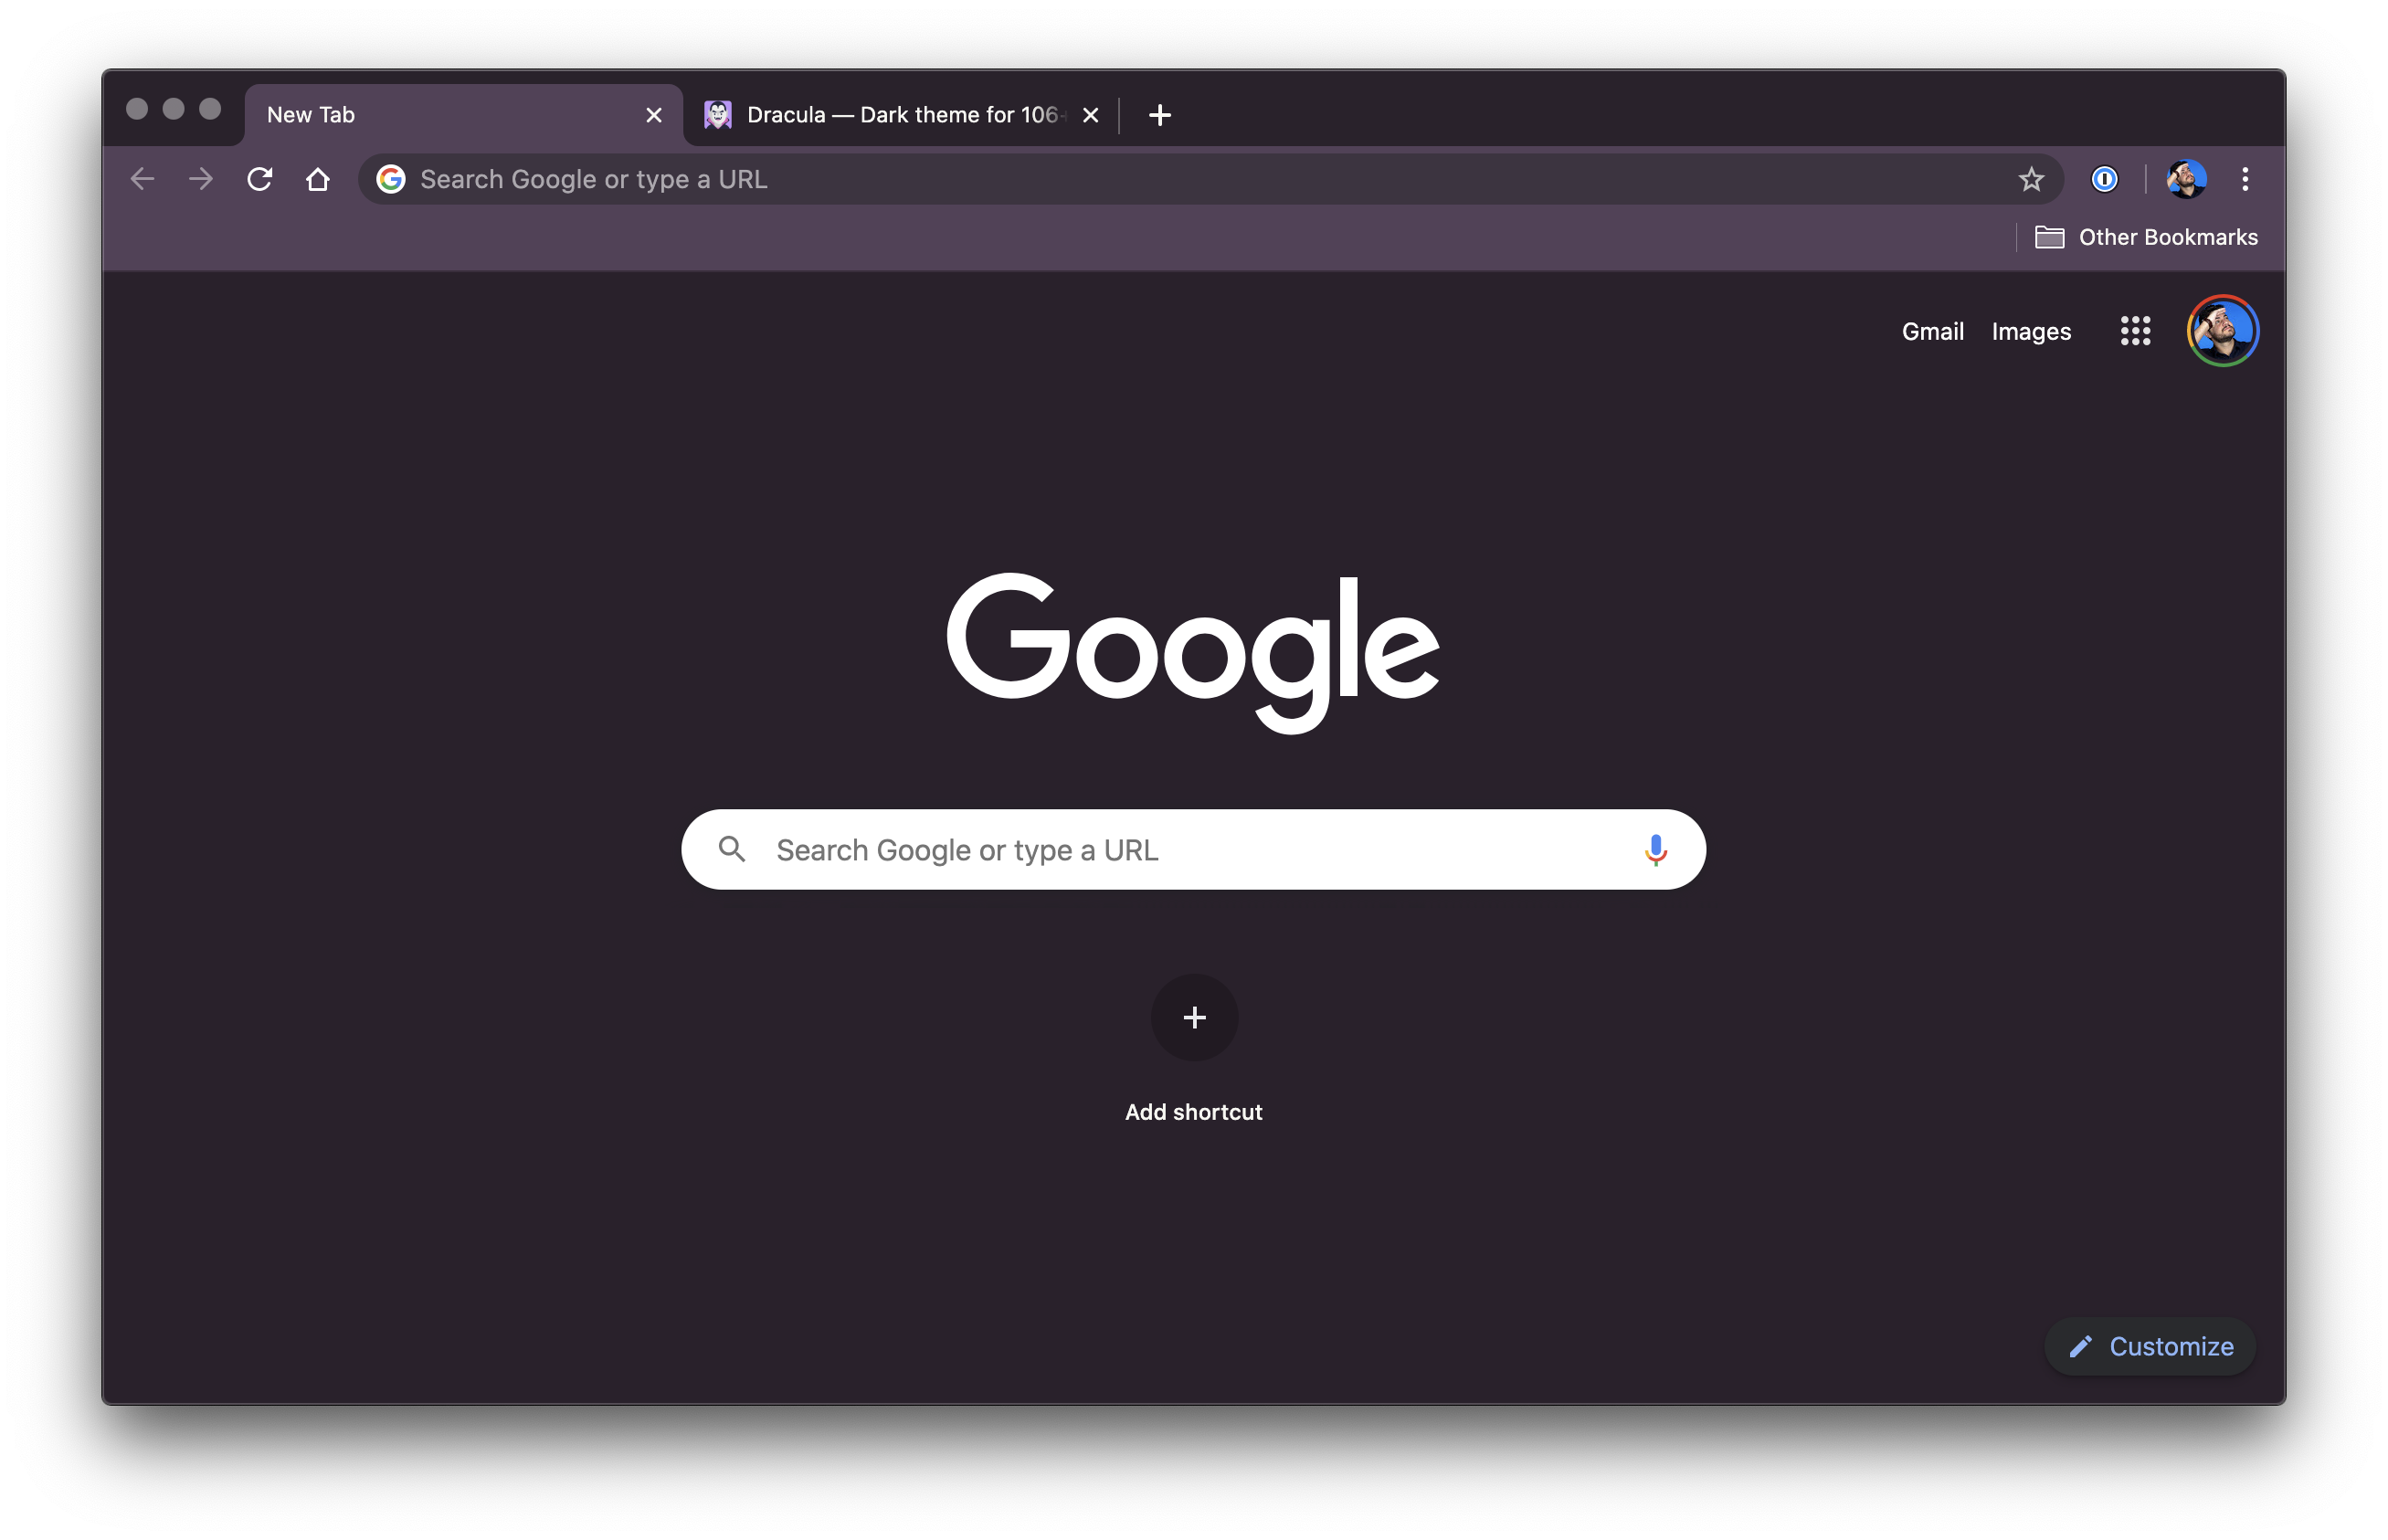 New Tab
Dracula — Dark theme for 106+
Search Google or type a URL
Other Bookmarks
Gmail Images
Google
Search Google or type a URL
Add shortcut
Customize